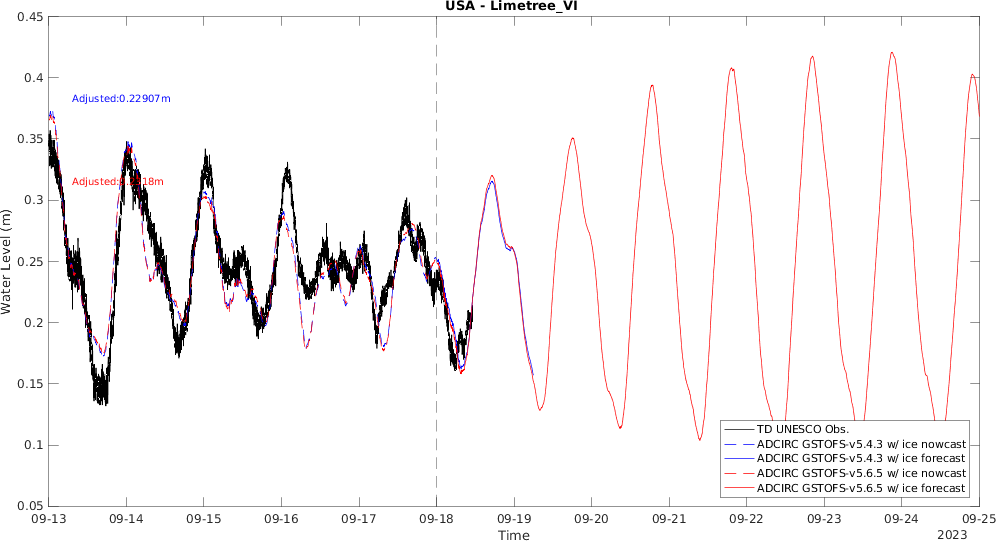 USA - Limetree_VI
0.45
0.4
0.35
0.3
0.25
0.2
0.15
0.1
0.05
Water Level (m)
Adjusted:0.22907m
TD UNESCO Obs.
ADCIRC GSTOFS-v5.4.3 w/ ice nowcast
ADCIRC GSTOFS-v5.4.3 w/ ice forecast
ADCIRC GSTOFS-v5.6.5 w/ ice nowcast
ADCIRC GSTOFS-v5.6.5 w/ ice forecast
09-13 09-14 09-15 09-16 09-17 09-18 09-19 09-20 09-21 09-22 09-23 09-24 09-25
Time
2023